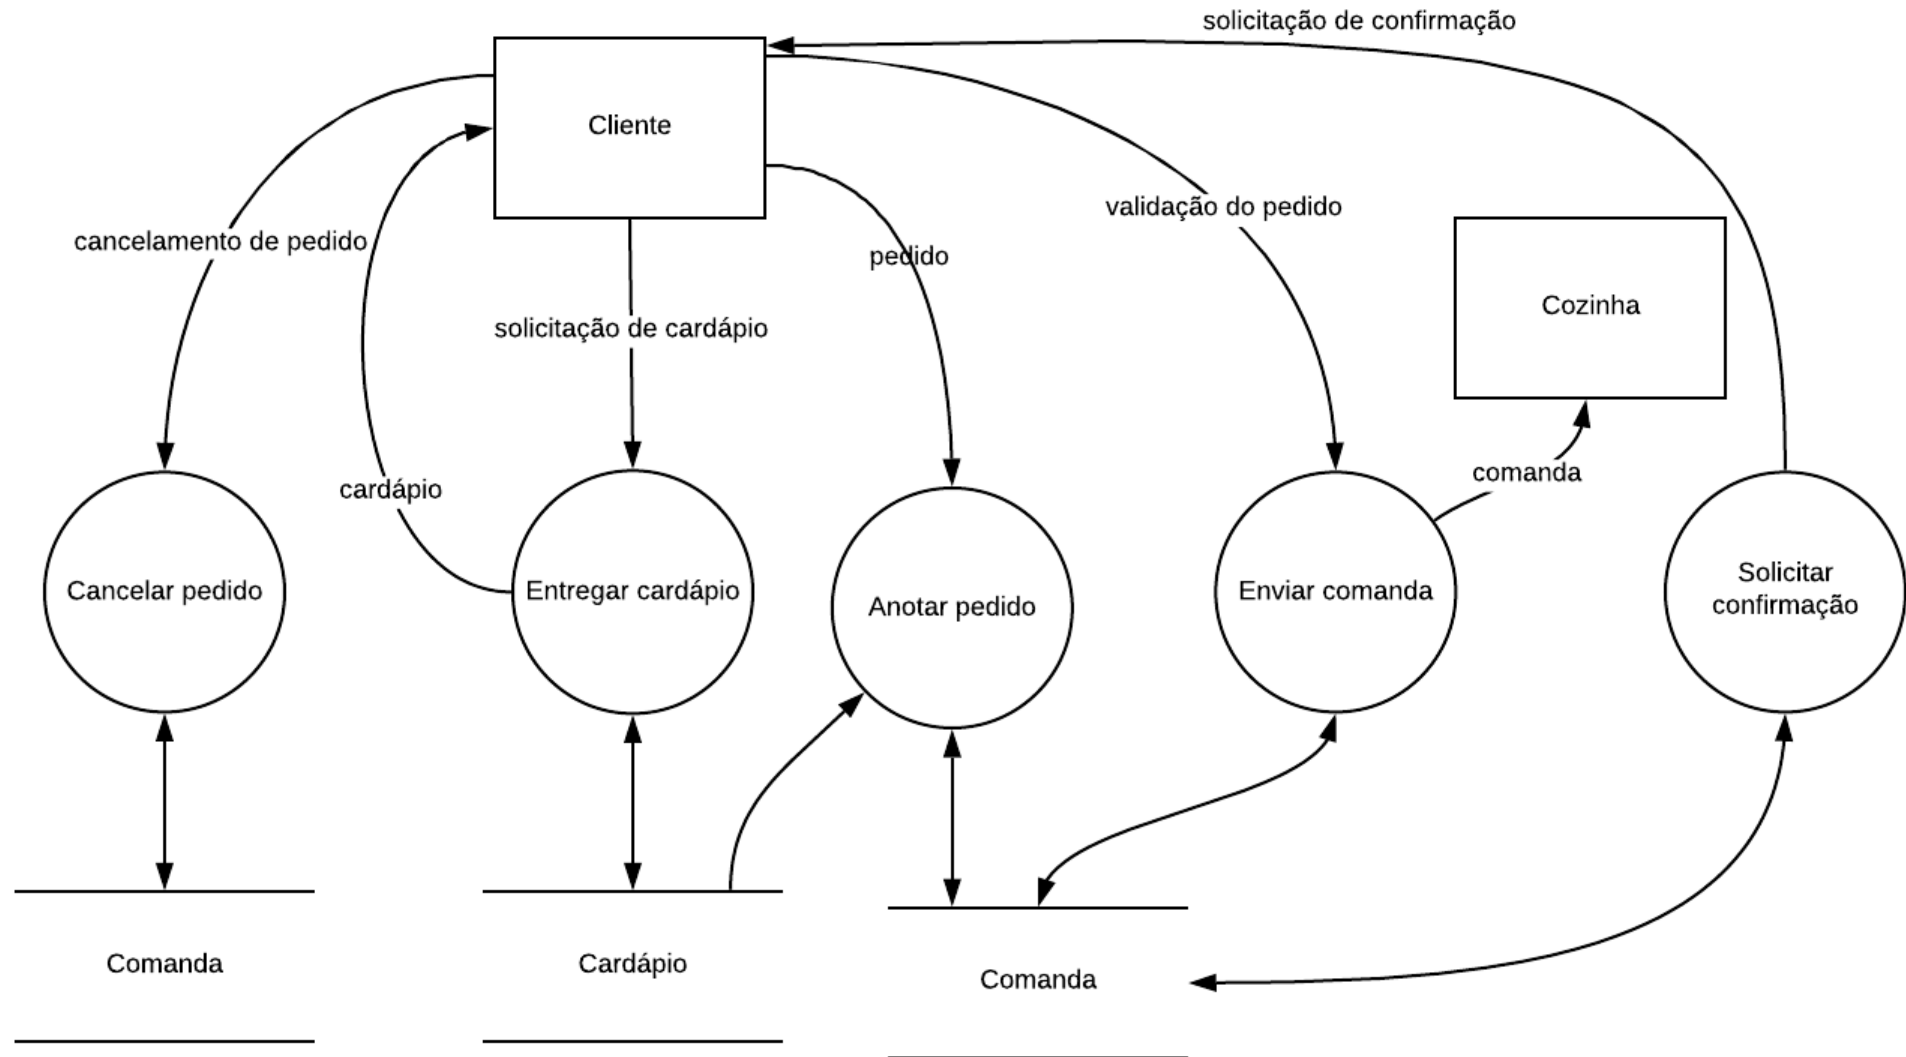 solicitação de confirmação
Cliente
validação do pedido
cancelamento de pedido
pedido
Cozinha
solicitação de cardápio
comanda
cardápio
Cancelar pedido
Entregar cardápio
Anotar pedido
Enviar comanda
Solicitar
confirmação
Comanda
Cardápio
Comanda